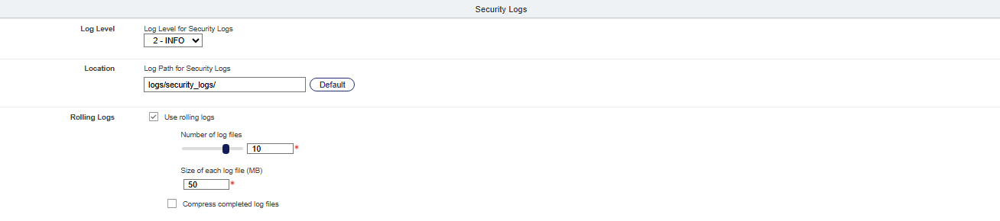 Security Logs
Log Level
Log Level for Security Logs
2 - INFO
Location
Log Path for Security Logs
logs/security_logs/
Default
Rolling Logs
Use rolling logs
Number of log files
10 *
Size of each log file (MB)
50 *
Compress completed log files